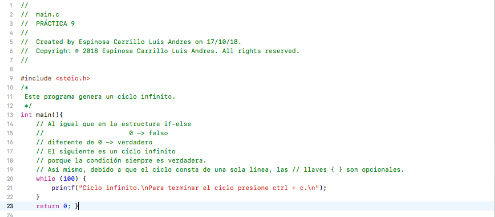 1 //
2 // main.c
3 // PRÁCTICA 9
4 //
5 // Created by Espinosa Carrillo Luis Andres on 17/10/18.
6 // Copyright © 2018 Espinosa Carrillo Luis Andres. All rights reserved.
7 //
8
9 #include <stdio.h>
10 /*
11 Este programa genera un ciclo infinito.
12 */
13 int main(){
14 // Al igual que en la estructura if-else
15 // 0 -> falso
16 // diferente de 0 -> verdadero
17 // El siguiente es un ciclo infinito
18 // porque la condición siempre es verdadera.
19 // Así mismo, debido a que el ciclo consta de una sola línea, las // llaves { } son opcionales.
20 while (100) {
21 printf("Ciclo infinito.\nPara terminar el ciclo presione ctrl + c.\n");
22 }
23 return 0; }
24